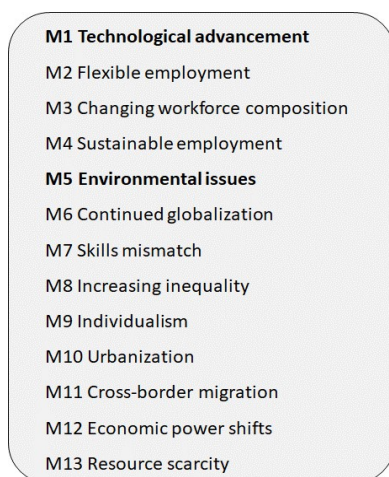 M1 Technological advancement
M2 Flexible employment
M3 Changing workforce composition
M4 Sustainable employment
M5 Environmental issues
M6 Continued globalization
M7 Skills mismatch
M8 Increasing inequality
M9 Individualism
M10 Urbanization
M11 Cross-border migration
M12 Economic power shifts
M13 Resource scarcity